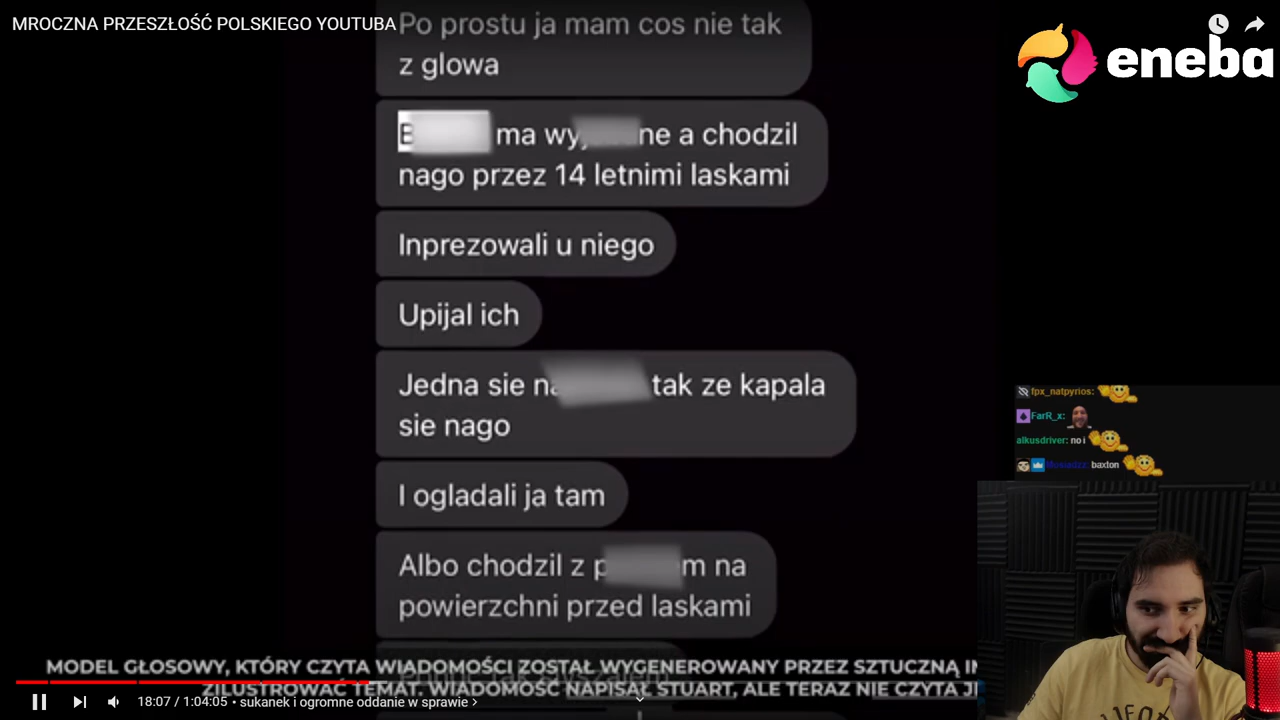 MROCZNA PRZESZŁOŚĆ POLSKIEGO YOUTUBA
eneba
Po prostu ja mam cos nie tak
z glowa
ma a chodzil
nago przez 14 letnimi laskami
Inprezowali u niego
Upijal ich
Jedna sie tak ze kapala
sie nago
I ogladali ja tam
Albo chodzil z na
powierzchni przed laskami
fpx_natpyrios:
FarR_x:
alkusdriver: no i
baxton
MODEL GŁOSOWY, KTÓRY CZYTA WIADOMOŚCI ZOSTAŁ WYGENEROWANY PRZEZ SZTUCZNĄ
ZILUSTROWAĆ TEMAT. WIADOMOŚĆ NAPISAŁ STUART, ALE TERAZ NIE CZYTA
18:07 / 1:04:05 • sukanek i ogromne oddanie w sprawie >